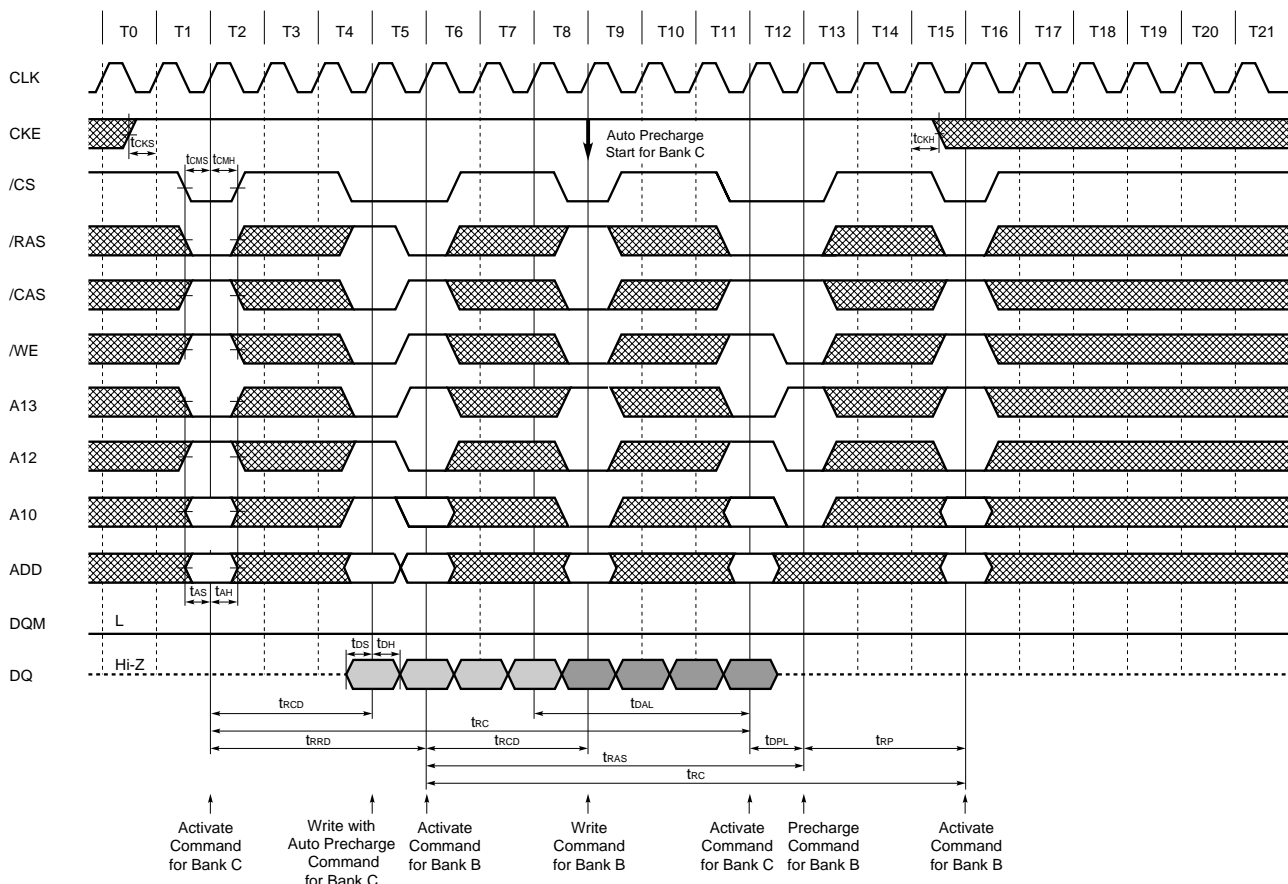 T0 T1 T2 T3 T4 T5 T6 T7 T8 T9 T10 T11 T12 T13 T14 T15 T16 T17 T18 T19 T20 T21
CLK
CKE
tCKS
Auto Precharge
Start for Bank C
tCKH
tCMS tCMH
/CS
/RAS
/CAS
/WE
A13
A12
A10
ADD
tAS tAH
DQM
L
tDS tDH
Hi-Z
DQ
tRCD
tDAL
tRC
tRRD
tRCD
tDPL
tRP
tRAS
tRC
Activate
Command
for Bank C
Write with
Auto Precharge
Command
for Bank C
Activate
Command
for Bank B
Write
Command
for Bank B
Activate
Command
for Bank C
Precharge
Command
for Bank B
Activate
Command
for Bank B